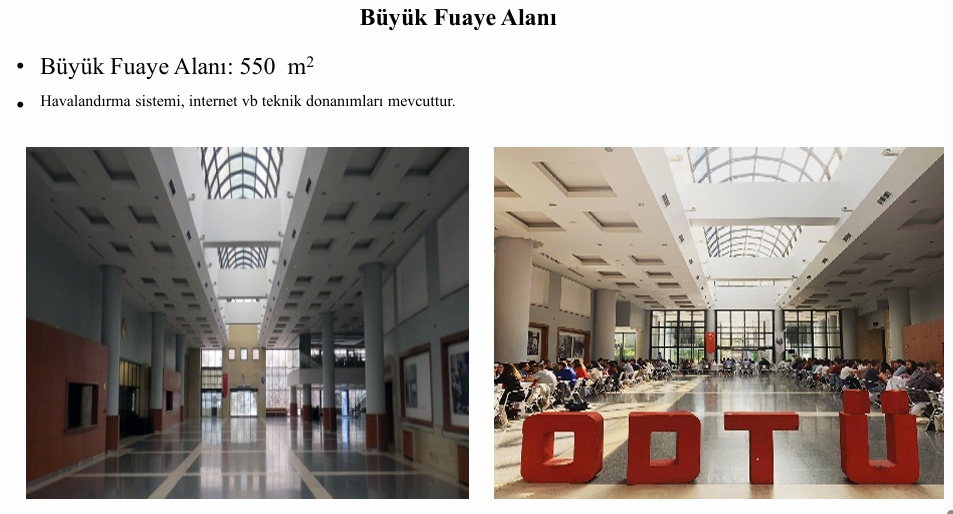 Büyük Fuaye Alanı
• Büyük Fuaye Alanı: 550 m²
• Havalandırma sistemi, internet vb teknik donanımları mevcuttur.
ODTÜ